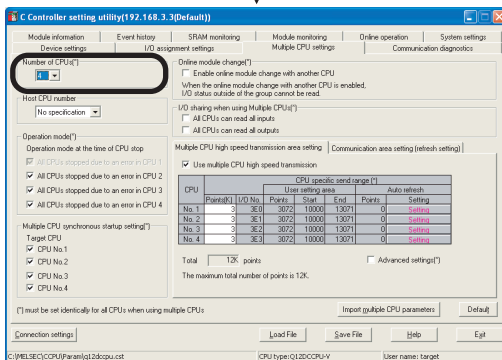 C Controller setting utility(192.168.3.3(Default))
Module information Event history SRAM monitoring Module monitoring Online operation System settings
Device settings I/O assignment settings Multiple CPU settings Communication diagnostics
Number of CPUs(*)
4
Host CPU number
No specification
Operation mode(*)
Operation mode at the time of CPU stop
All CPUs stopped due to an error in CPU 1
All CPUs stopped due to an error in CPU 2
All CPUs stopped due to an error in CPU 3
All CPUs stopped due to an error in CPU 4
Multiple CPU synchronous startup setting(*)
Target CPU
CPU No.1
CPU No.2
CPU No.3
CPU No.4
Online module change(*)
Enable online module change with another CPU
When the online module change with another CPU is enabled,
I/O status outside of the group cannot be read.
I/O sharing when using Multiple CPUs(*)
All CPUs can read all inputs
All CPUs can read all outputs
Multiple CPU high speed transmission area setting Communication area setting (refresh setting)
Use multiple CPU high speed transmission
CPU CPU specific send range (*)
User setting area Auto refresh
Points(K) I/O No. Points Start End Points Setting
No. 1 3 3E0 3072 10000 13071 0 Setting
No. 2 3 3E1 3072 10000 13071 0 Setting
No. 3 3 3E2 3072 10000 13071 0 Setting
No. 4 3 3E3 3072 10000 13071 0 Setting
Total 12K points Advanced settings(*)
The maximum total number of points is 12K.
(*) must be set identically for all CPUs when using multiple CPUs Import multiple CPU parameters Default
Connection settings Load File Save File Help Exit
C:\MELSEC\CCPU\Param\q12dccpu.cst CPU type:Q12DCCPU-V User name: target